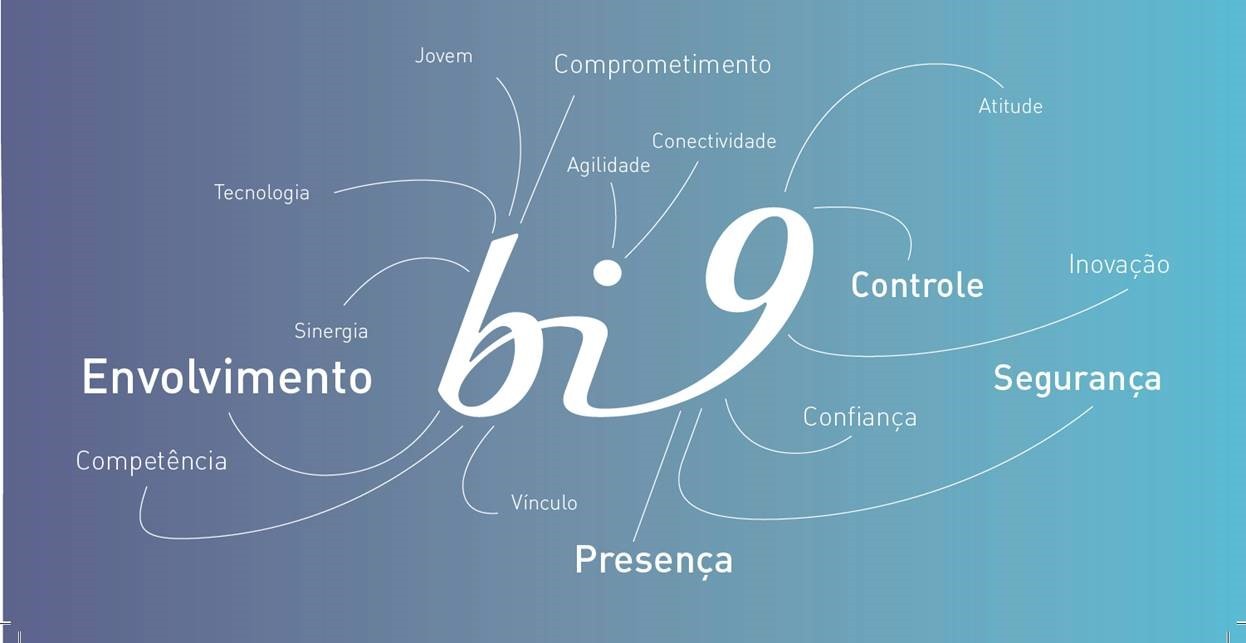 Jovem
Comprometimento
Atitude
Conectividade
Agilidade
Tecnologia
bi9
Controle
Inovação
Sinergia
Envolvimento
Segurança
Confiança
Competência
Vínculo
Presença